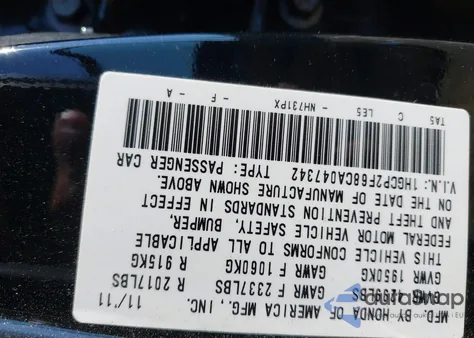 MFD. BY HONDA OF AMERICA MFG., INC. 11/11
GAWR F 2337LBS R 2017LBS
GVWR 1950KG GAWR F 1060KG R 915KG
THIS VEHICLE CONFORMS TO ALL APPLICABLE
FEDERAL MOTOR VEHICLE SAFETY, BUMPER,
AND THEFT PREVENTION STANDARDS IN EFFECT
ON THE DATE OF MANUFACTURE SHOWN ABOVE.
V.I.N.: 1HGCP2F68CA047342 TYPE: PASSENGER CAR
TA5 C LE5 - NH731PX - F - A